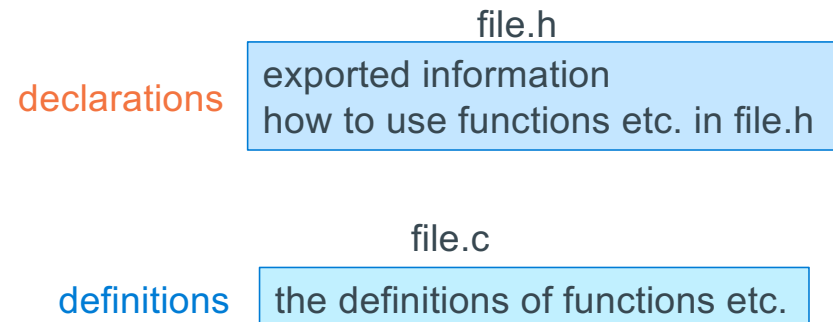 file.h
declarations
exported information
how to use functions etc. in file.h
file.c
definitions
the definitions of functions etc.